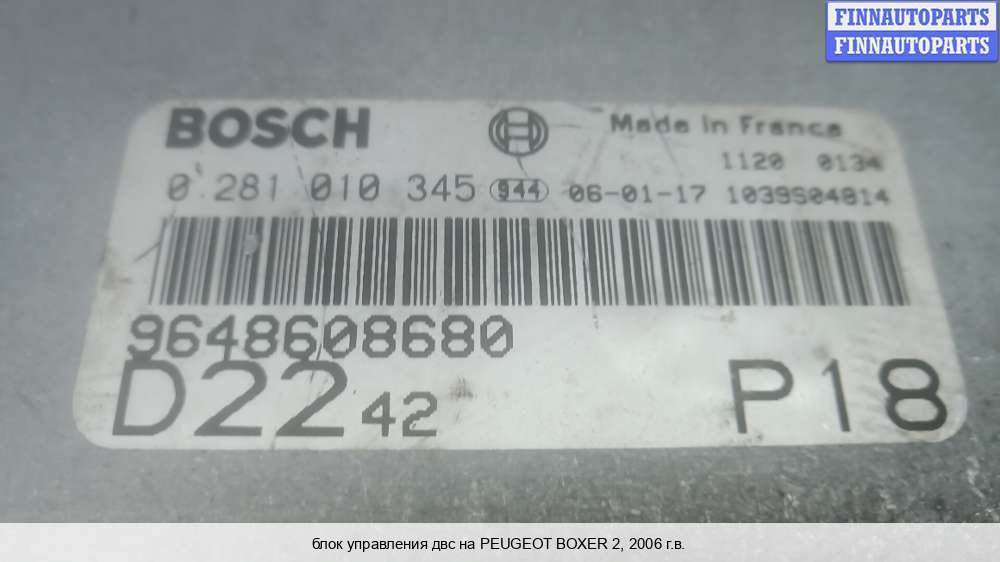 FINNAUTOPARTS
FINNAUTOPARTS
BOSCH Made in France
1120 0134
0 281 010 345 944 06-01-17 1039S04814
9648608680
D22 42 P18
блок управления двс на PEUGEOT BOXER 2, 2006 г.в.